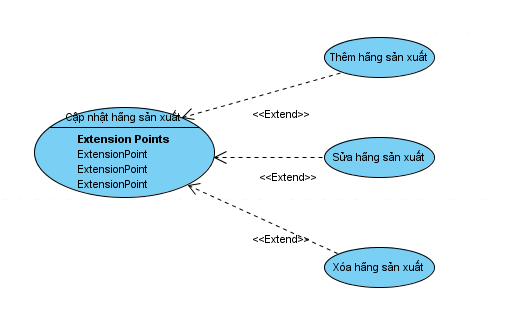 Thêm hãng sản xuất
<<Extend>>
Cập nhật hãng sản xuất
Extension Points
ExtensionPoint
ExtensionPoint
ExtensionPoint
Sửa hãng sản xuất
<<Extend>>
<<Extend>>
Xóa hãng sản xuất